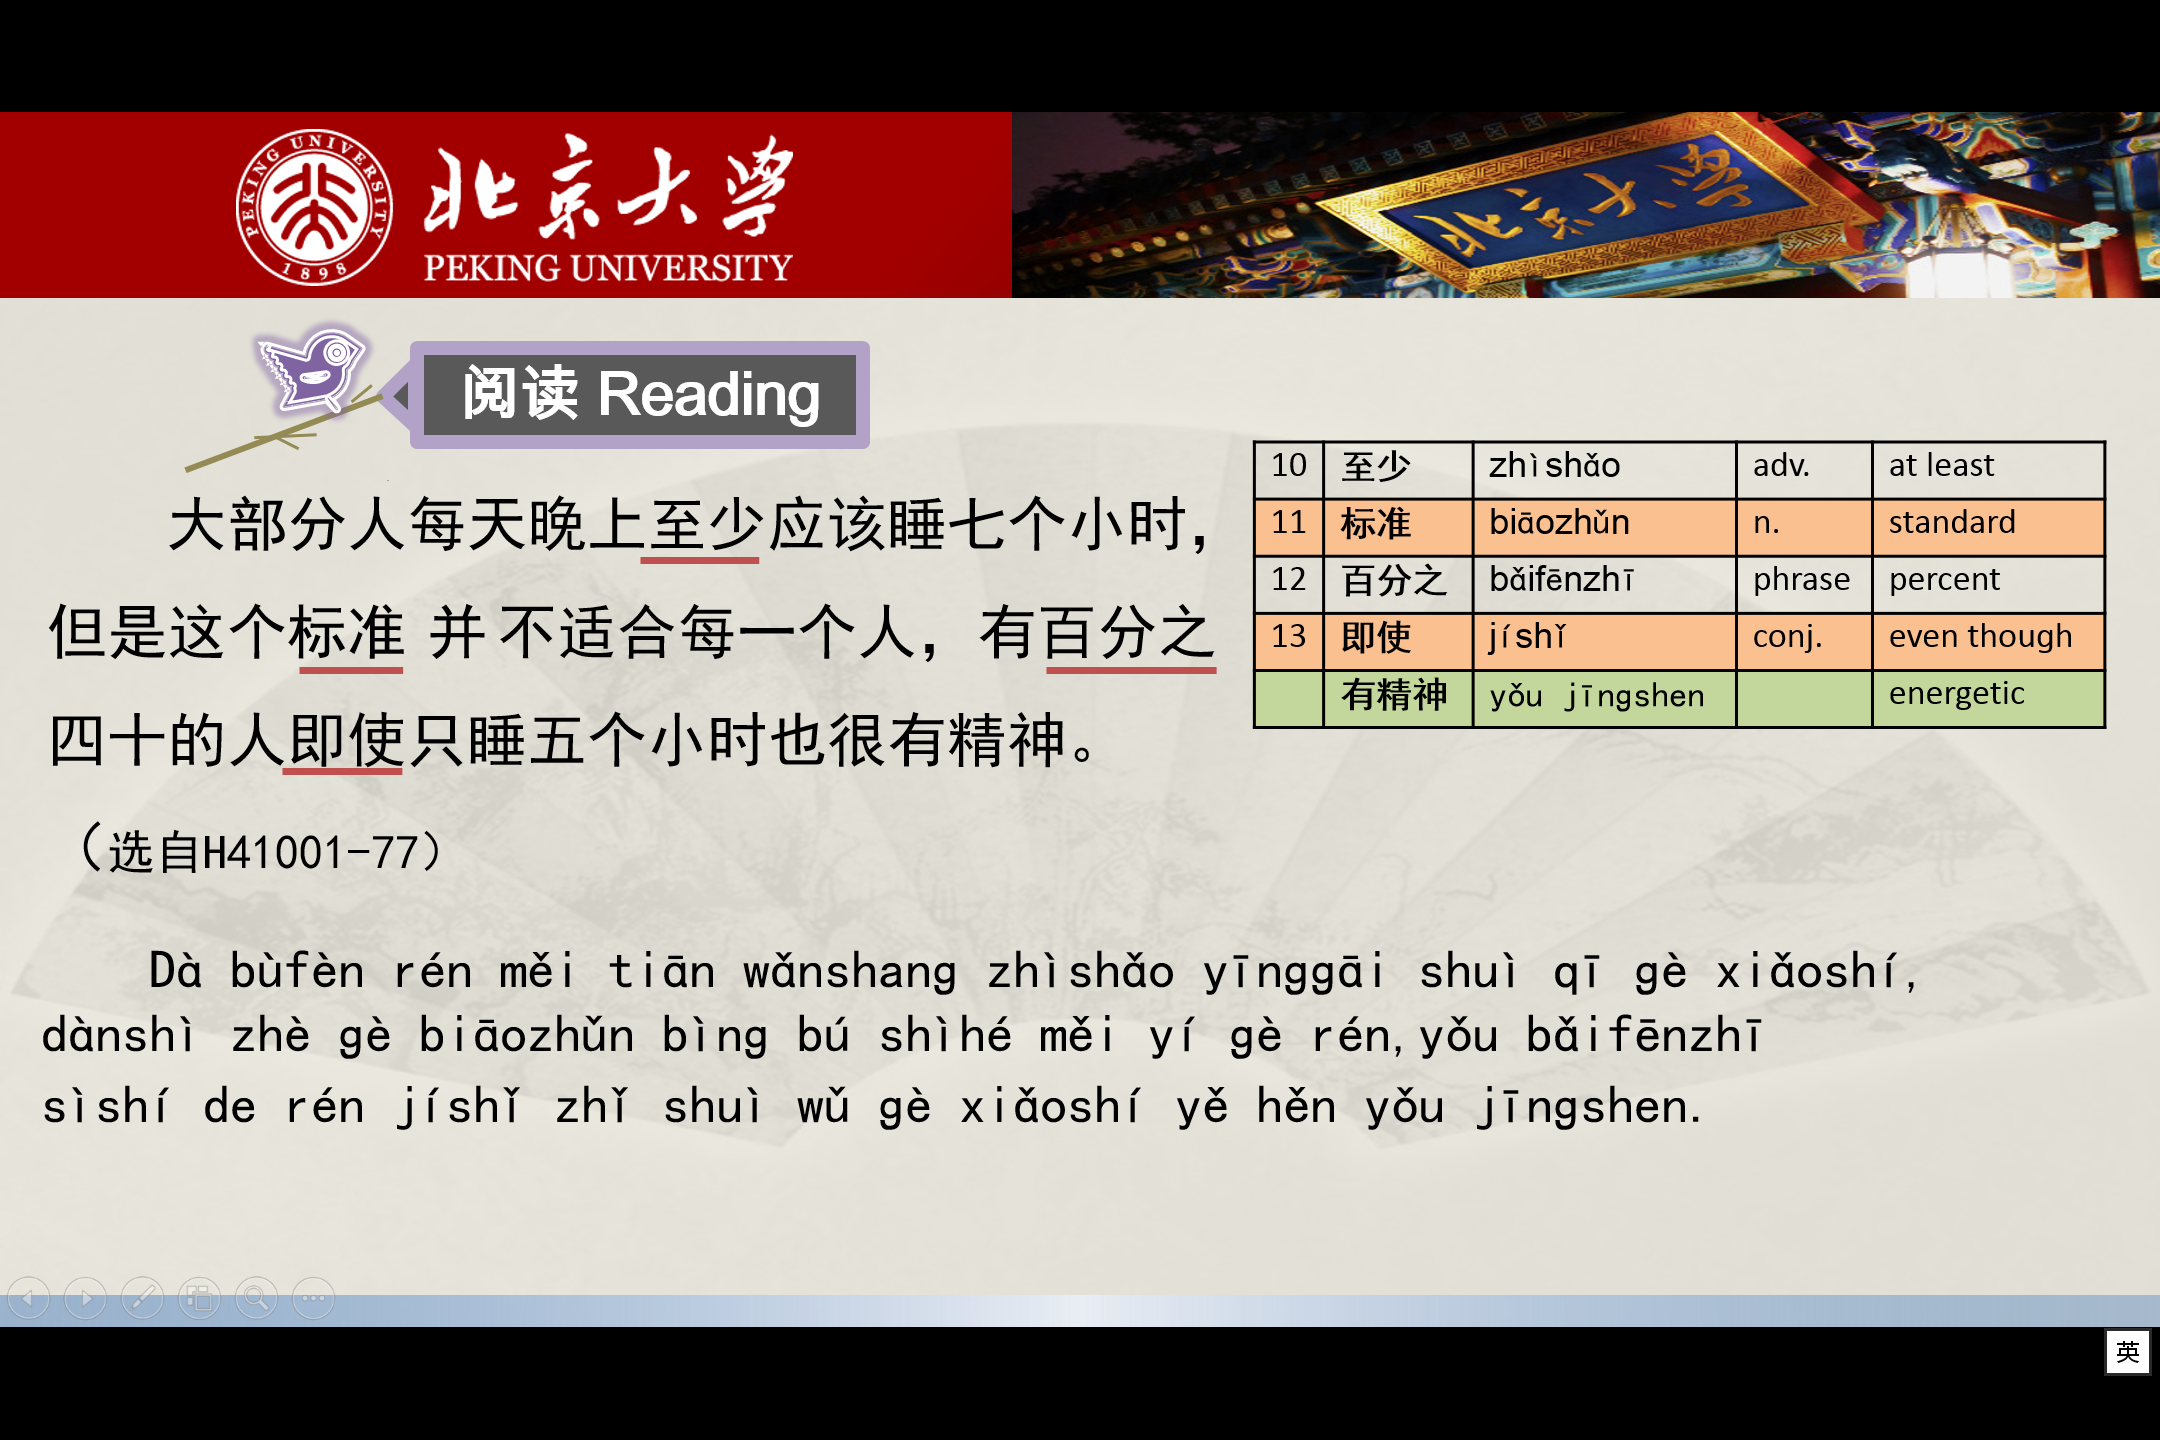 PEKING UNIVERSITY
1898
北京大学
PEKING UNIVERSITY
北京大学
阅读 Reading
大部分人每天晚上至少应该睡七个小时，
但是这个标准 并 不适合每一个人，有百分之
四十的人即使只睡五个小时也很有精神。
（选自H41001-77）
10 至少 zhìshǎo adv. at least
11 标准 biāozhǔn n. standard
12 百分之 bǎifēnzhī phrase percent
13 即使 jíshǐ conj. even though
有精神 yǒu jīngshen energetic
Dà bùfèn rén měi tiān wǎnshang zhìshǎo yīnggāi shuì qī gè xiǎoshí,
dànshì zhè gè biāozhǔn bìng bú shìhé měi yí gè rén,yǒu bǎifēnzhī
sìshí de rén jíshǐ zhǐ shuì wǔ gè xiǎoshí yě hěn yǒu jīngshen.
英